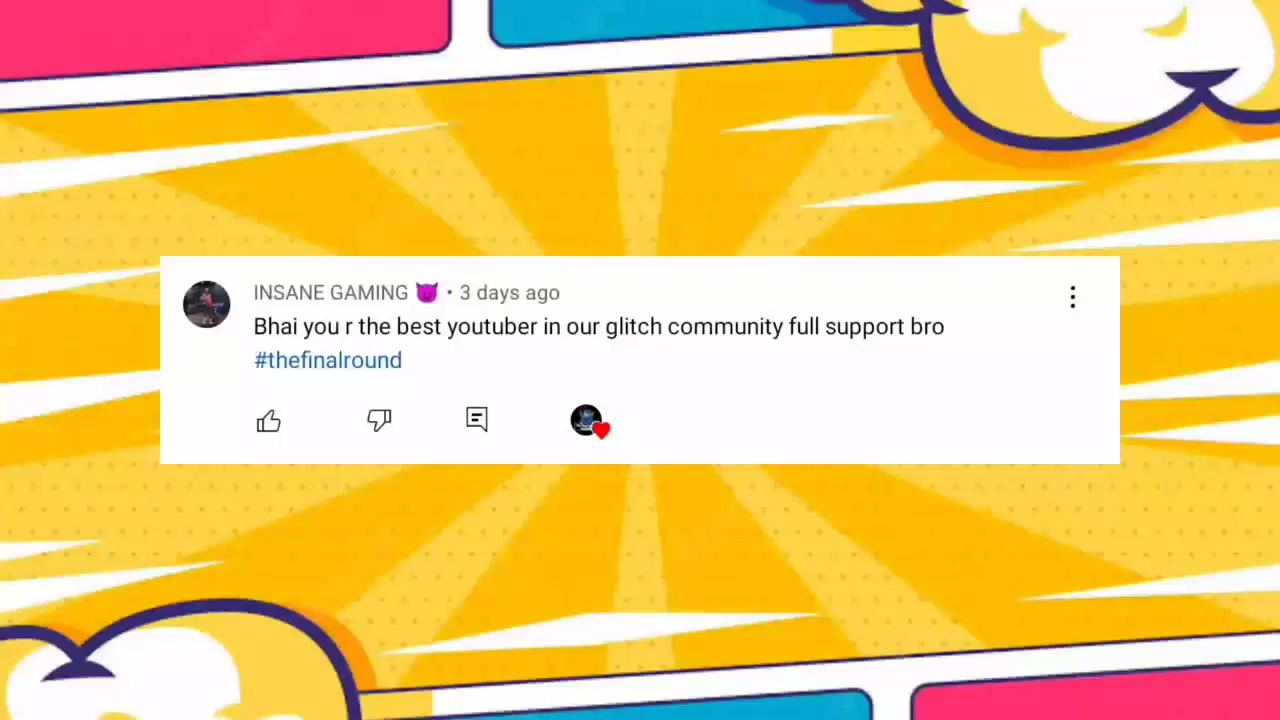 INSANE GAMING 😈 • 3 days ago
Bhai you r the best youtuber in our glitch community full support bro
#thefinalround